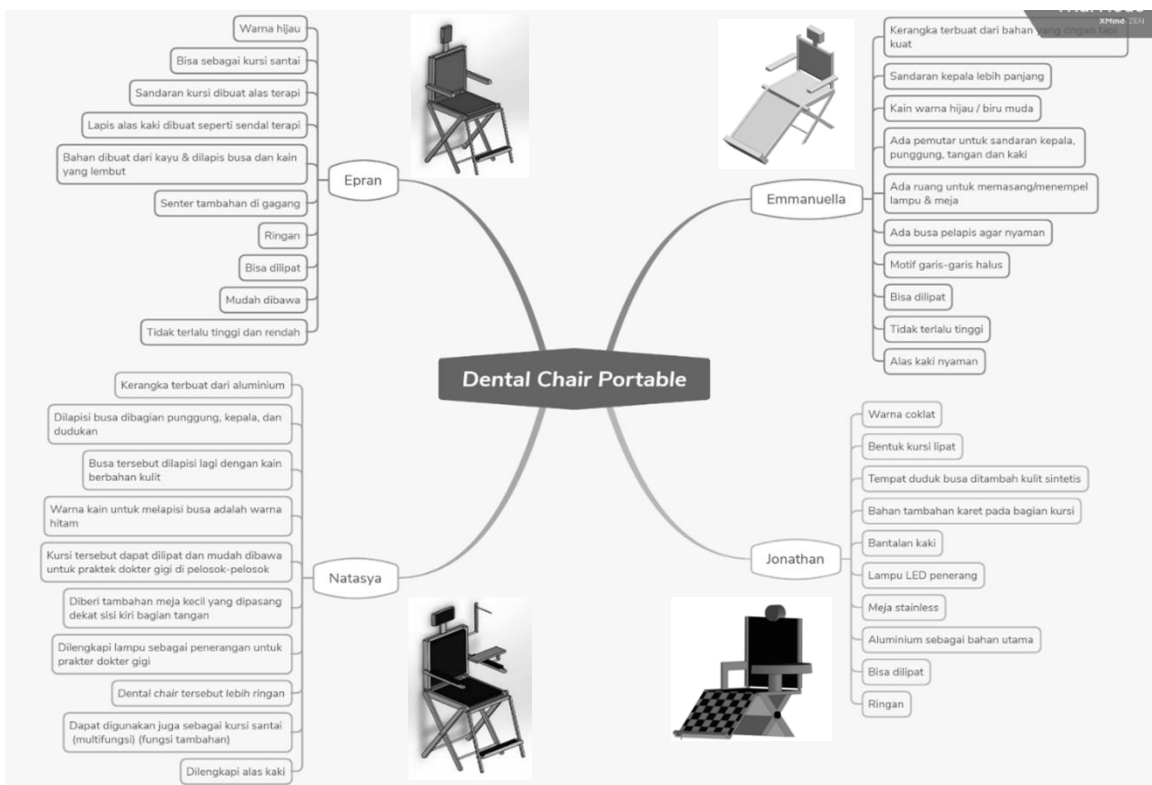 XMind ZEN
Warna hijau
Bisa sebagai kursi santai
Sandaran kursi dibuat alas terapi
Lapis alas kaki dibuat seperti sendal terapi
Bahan dibuat dari kayu & dilapis busa dan kain
yang lembut
Senter tambahan di gagang
Ringan
Bisa dilipat
Mudah dibawa
Tidak terlalu tinggi dan rendah
Epran
Kerangka terbuat dari bahan yang ringan tapi
kuat
Sandaran kepala lebih panjang
Kain warna hijau / biru muda
Ada pemutar untuk sandaran kepala,
punggung, tangan dan kaki
Ada ruang untuk memasang/menempel
lampu & meja
Ada busa pelapis agar nyaman
Motif garis-garis halus
Bisa dilipat
Tidak terlalu tinggi
Alas kaki nyaman
Emmanuella
Dental Chair Portable
Kerangka terbuat dari aluminium
Dilapisi busa dibagian punggung, kepala, dan
dudukan
Busa tersebut dilapisi lagi dengan kain
berbahan kulit
Warna kain untuk melapisi busa adalah warna
hitam
Kursi tersebut dapat dilipat dan mudah dibawa
untuk praktek dokter gigi di pelosok-pelosok
Diberi tambahan meja kecil yang dipasang
dekat sisi kiri bagian tangan
Dilengkapi lampu sebagai penerangan untuk
prakter dokter gigi
Dental chair tersebut lebih ringan
Dapat digunakan juga sebagai kursi santai
(multifungsi) (fungsi tambahan)
Dilengkapi alas kaki
Natasya
Warna coklat
Bentuk kursi lipat
Tempat duduk busa ditambah kulit sintetis
Bahan tambahan karet pada bagian kursi
Bantalan kaki
Lampu LED penerang
Meja stainless
Aluminium sebagai bahan utama
Bisa dilipat
Ringan
Jonathan